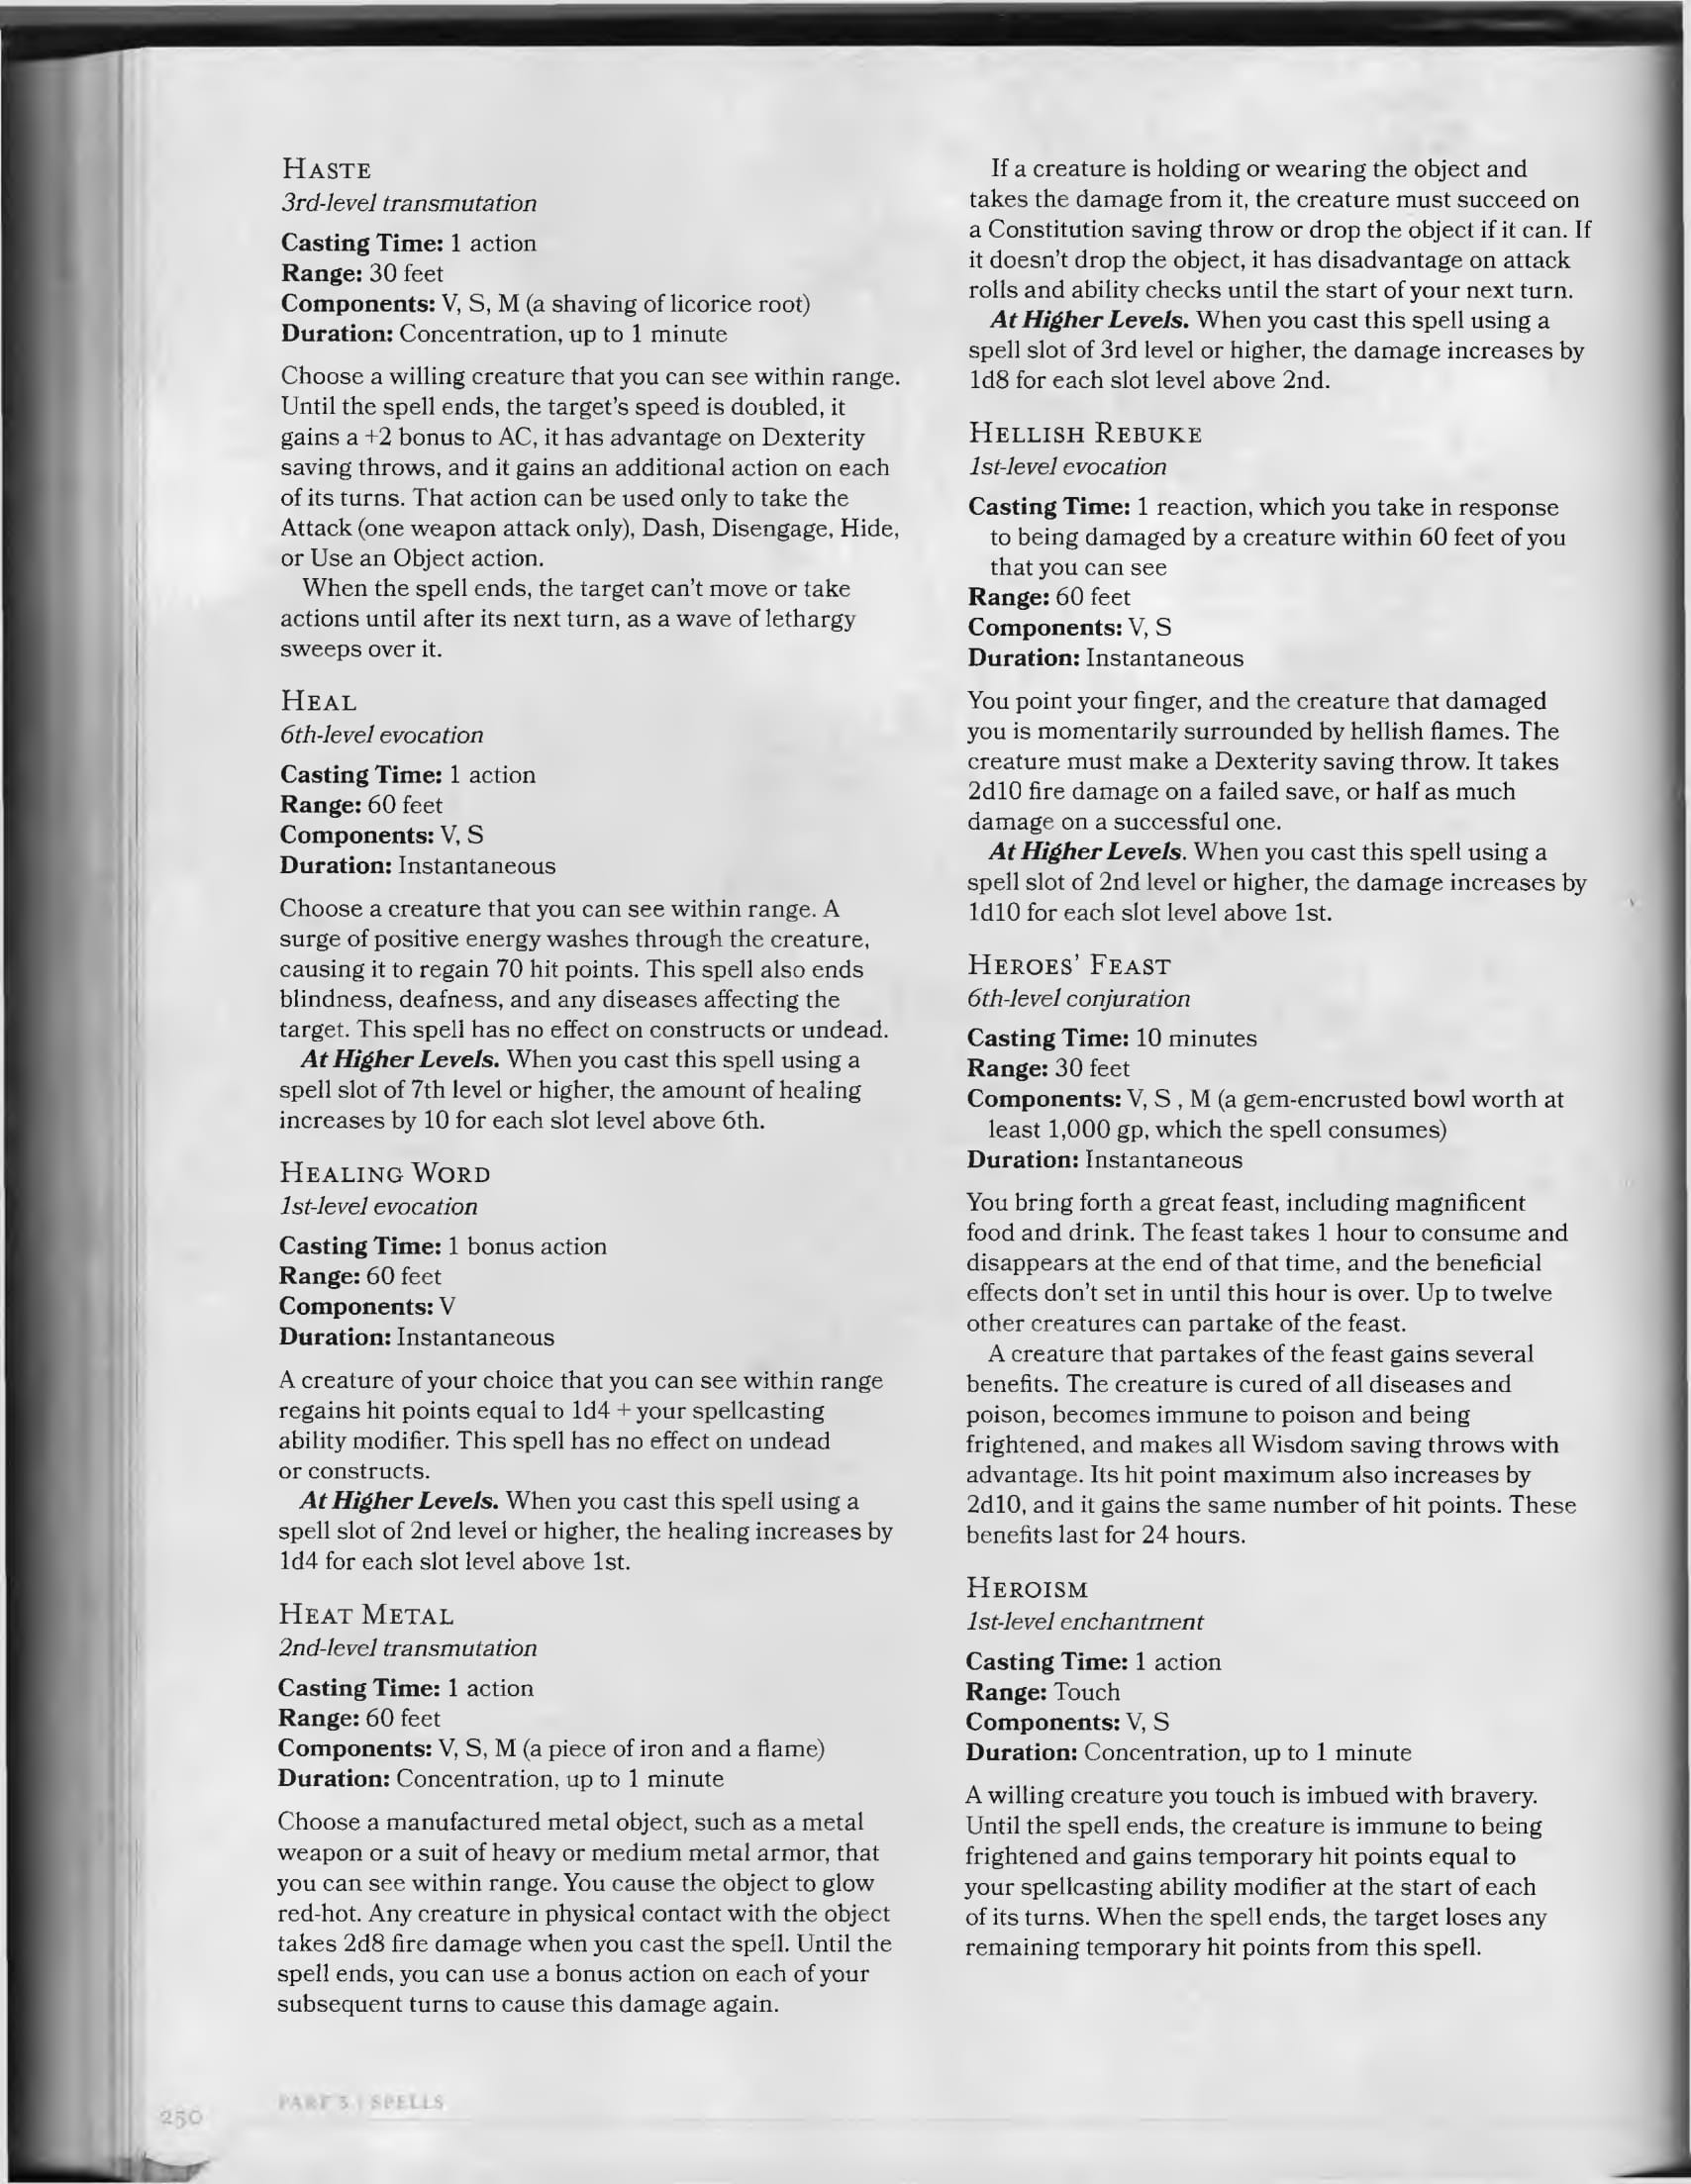 HASTE
3rd-level transmutation
Casting Time: 1 action
Range: 30 feet
Components: V, S, M (a shaving of licorice root)
Duration: Concentration, up to 1 minute
Choose a willing creature that you can see within range.
Until the spell ends, the target's speed is doubled, it
gains a +2 bonus to AC, it has advantage on Dexterity
saving throws, and it gains an additional action on each
of its turns. That action can be used only to take the
Attack (one weapon attack only), Dash, Disengage, Hide,
or Use an Object action.
When the spell ends, the target can't move or take
actions until after its next turn, as a wave of lethargy
sweeps over it.
HEAL
6th-level evocation
Casting Time: 1 action
Range: 60 feet
Components: V, S
Duration: Instantaneous
Choose a creature that you can see within range. A
surge of positive energy washes through the creature,
causing it to regain 70 hit points. This spell also ends
blindness, deafness, and any diseases affecting the
target. This spell has no effect on constructs or undead.
At Higher Levels. When you cast this spell using a
spell slot of 7th level or higher, the amount of healing
increases by 10 for each slot level above 6th.
HEALING WORD
1st-level evocation
Casting Time: 1 bonus action
Range: 60 feet
Components: V
Duration: Instantaneous
A creature of your choice that you can see within range
regains hit points equal to 1d4 + your spellcasting
ability modifier. This spell has no effect on undead
or constructs.
At Higher Levels. When you cast this spell using a
spell slot of 2nd level or higher, the healing increases by
1d4 for each slot level above 1st.
HEAT METAL
2nd-level transmutation
Casting Time: 1 action
Range: 60 feet
Components: V, S, M (a piece of iron and a flame)
Duration: Concentration, up to 1 minute
Choose a manufactured metal object, such as a metal
weapon or a suit of heavy or medium metal armor, that
you can see within range. You cause the object to glow
red-hot. Any creature in physical contact with the object
takes 2d8 fire damage when you cast the spell. Until the
spell ends, you can use a bonus action on each of your
subsequent turns to cause this damage again.
If a creature is holding or wearing the object and
takes the damage from it, the creature must succeed on
a Constitution saving throw or drop the object if it can. If
it doesn't drop the object, it has disadvantage on attack
rolls and ability checks until the start of your next turn.
At Higher Levels. When you cast this spell using a
spell slot of 3rd level or higher, the damage increases by
1d8 for each slot level above 2nd.
HELLISH REBUKE
1st-level evocation
Casting Time: 1 reaction, which you take in response
to being damaged by a creature within 60 feet of you
that you can see
Range: 60 feet
Components: V, S
Duration: Instantaneous
You point your finger, and the creature that damaged
you is momentarily surrounded by hellish flames. The
creature must make a Dexterity saving throw. It takes
2d10 fire damage on a failed save, or half as much
damage on a successful one.
At Higher Levels. When you cast this spell using a
spell slot of 2nd level or higher, the damage increases by
1d10 for each slot level above 1st.
HEROES' FEAST
6th-level conjuration
Casting Time: 10 minutes
Range: 30 feet
Components: V, S , M (a gem-encrusted bowl worth at
least 1,000 gp, which the spell consumes)
Duration: Instantaneous
You bring forth a great feast, including magnificent
food and drink. The feast takes 1 hour to consume and
disappears at the end of that time, and the beneficial
effects don't set in until this hour is over. Up to twelve
other creatures can partake of the feast.
A creature that partakes of the feast gains several
benefits. The creature is cured of all diseases and
poison, becomes immune to poison and being
frightened, and makes all Wisdom saving throws with
advantage. Its hit point maximum also increases by
2d10, and it gains the same number of hit points. These
benefits last for 24 hours.
HEROISM
1st-level enchantment
Casting Time: 1 action
Range: Touch
Components: V, S
Duration: Concentration, up to 1 minute
A willing creature you touch is imbued with bravery.
Until the spell ends, the creature is immune to being
frightened and gains temporary hit points equal to
your spellcasting ability modifier at the start of each
of its turns. When the spell ends, the target loses any
remaining temporary hit points from this spell.
PART 3 | SPELLS
250